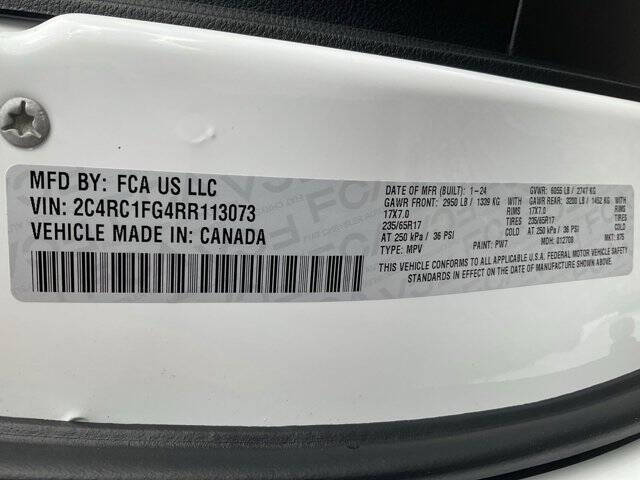 MFD BY: FCA US LLC
VIN: 2C4RC1FG4RR113073
VEHICLE MADE IN: CANADA
DATE OF MFR (BUILT): 1-24 GVWR: 6055 LB / 2747 KG
GAWR FRONT: 2950 LB / 1339 KG GAWR REAR: 3200 LB / 1452 KG
17X7.0 RIMS 17X7.0 RIMS
235/65R17 TIRES 235/65R17 TIRES
AT 250 kPa / 36 PSI COLD AT 250 kPa / 36 PSI COLD
TYPE: MPV PAINT: PW7 MDH: 012709 MKT: 975
THIS VEHICLE CONFORMS TO ALL APPLICABLE U.S.A. FEDERAL MOTOR VEHICLE SAFETY
STANDARDS IN EFFECT ON THE DATE OF MANUFACTURE SHOWN ABOVE.